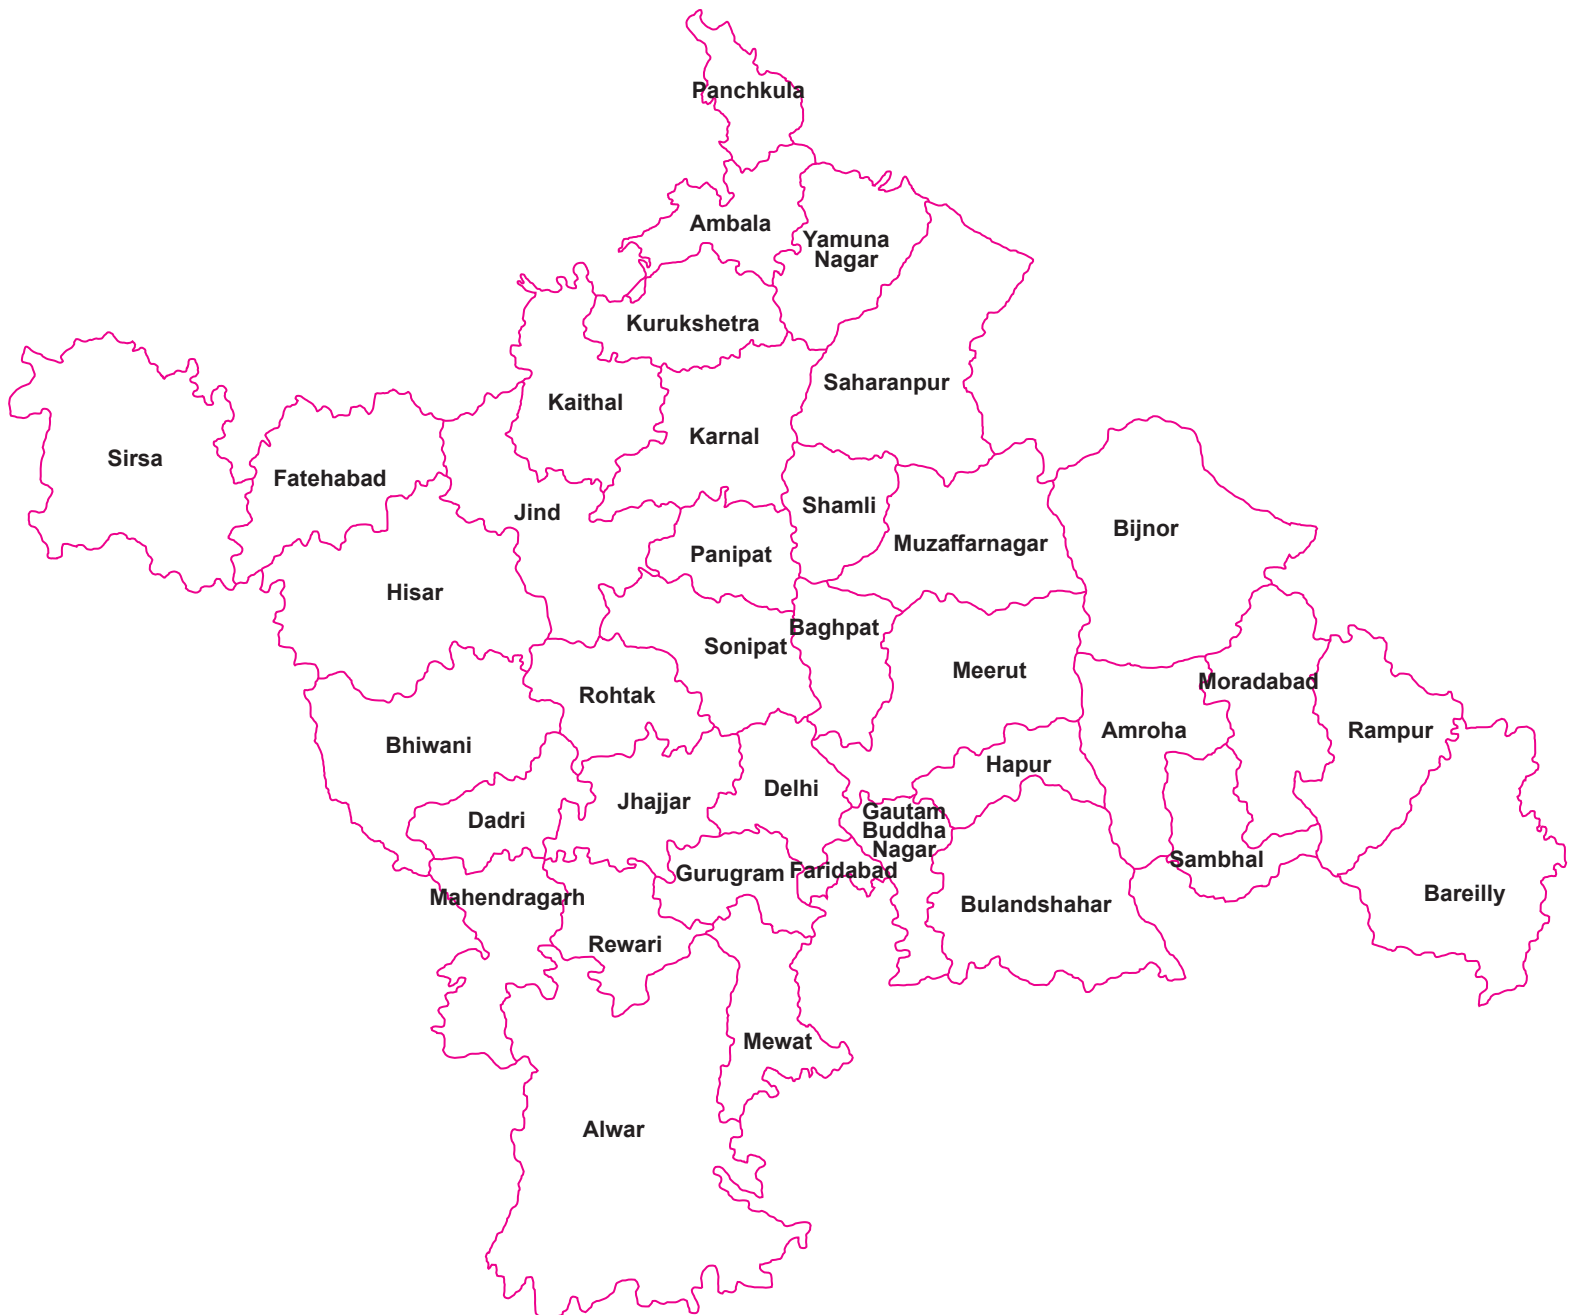 Panchkula
Ambala
Yamuna
Nagar
Kurukshetra
Saharanpur
Kaithal
Karnal
Sirsa
Fatehabad
Jind
Shamli
Bijnor
Muzaffarnagar
Panipat
Hisar
Baghpat
Sonipat
Meerut
Moradabad
Rohtak
Amroha
Rampur
Bhiwani
Hapur
Delhi
Jhajjar
Gautam
Buddha
Nagar
Dadri
Sambhal
Gurugram
Faridabad
Bareilly
Mahendragarh
Bulandshahar
Rewari
Mewat
Alwar